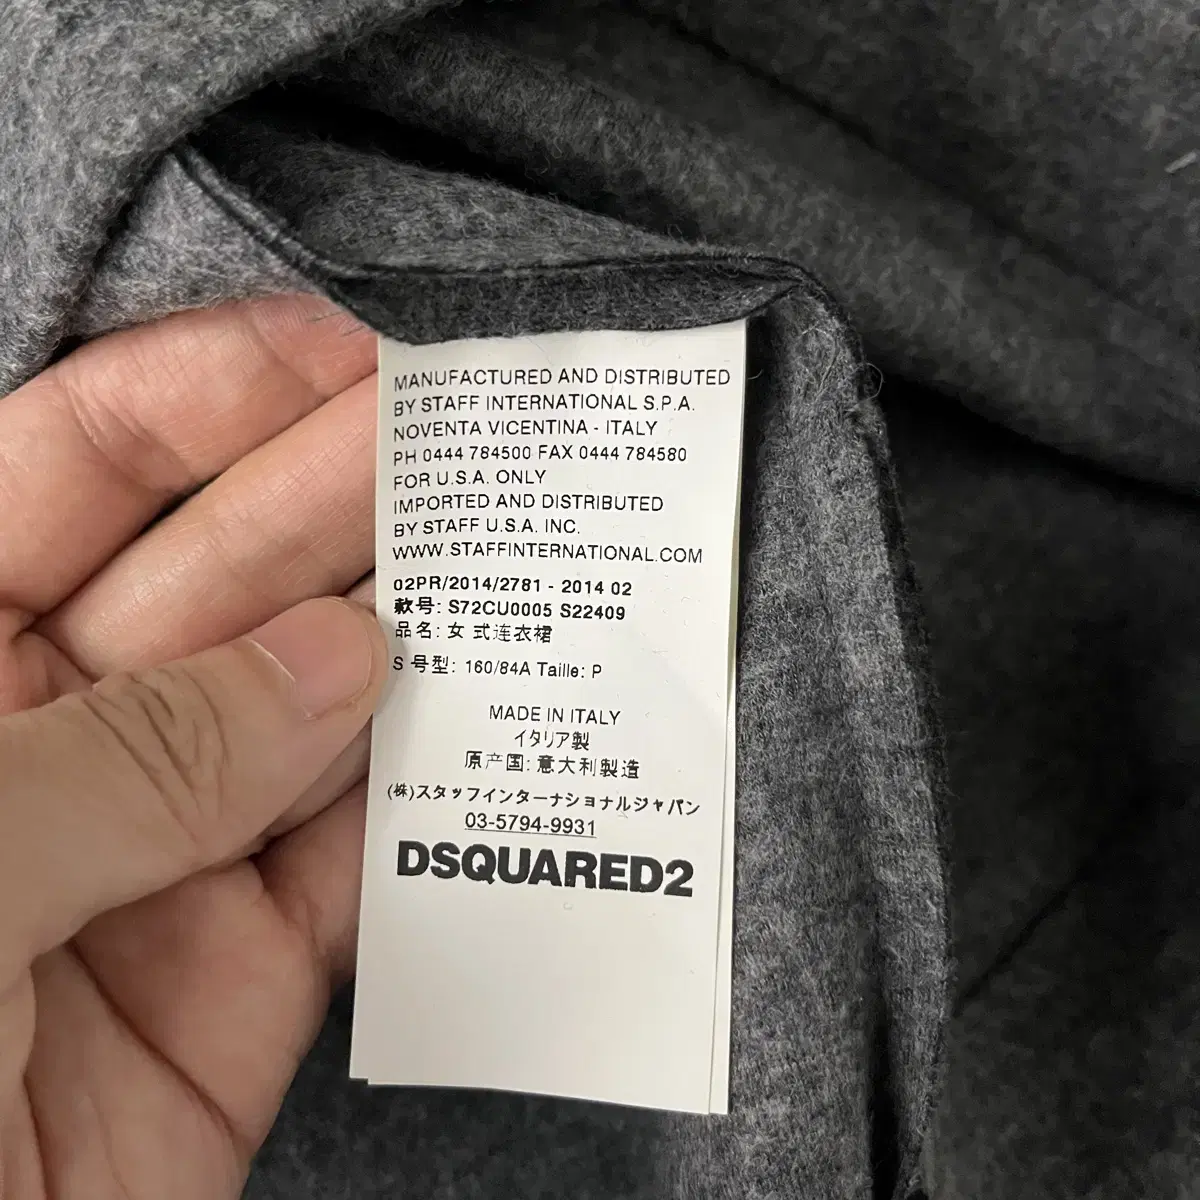 MANUFACTURED AND DISTRIBUTED
BY STAFF INTERNATIONAL S.P.A.
NOVENTA VICENTINA - ITALY
PH 0444 784500 FAX 0444 784580
FOR U.S.A. ONLY
IMPORTED AND DISTRIBUTED
BY STAFF U.S.A. INC.
WWW.STAFFINTERNATIONAL.COM
02PR/2014/2781 - 2014 02
款号: S72CU0005 S22409
品名: 女 式连衣裙
S 号型: 160/84A Taille: P
MADE IN ITALY
イタリア製
原产国: 意大利製造
(株)スタッフインターナショナルジャパン
03-5794-9931
DSQUARED2